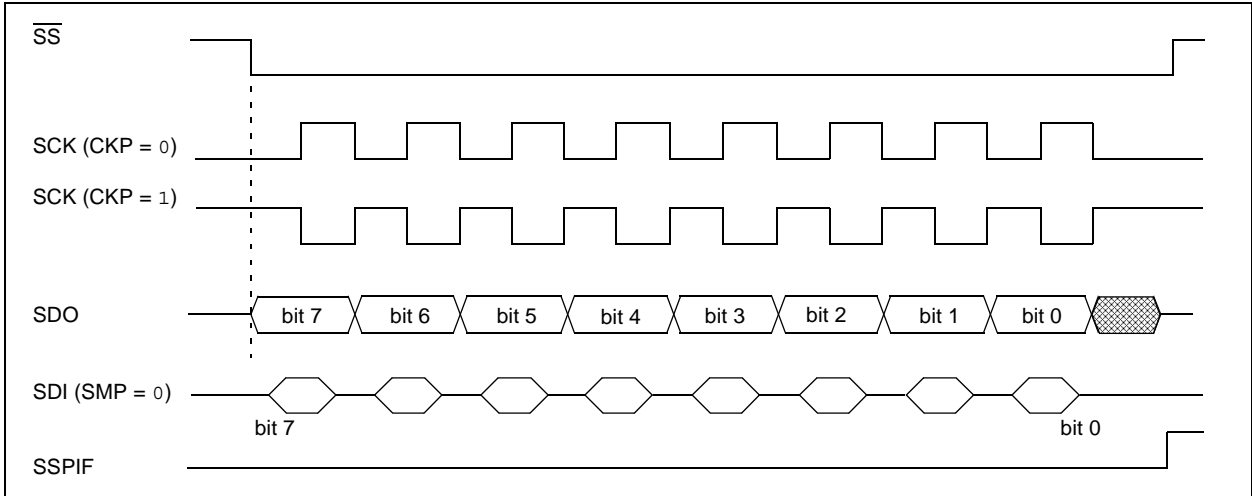 SS
SCK (CKP = 0)
SCK (CKP = 1)
SDO
bit 7 bit 6 bit 5 bit 4 bit 3 bit 2 bit 1 bit 0
SDI (SMP = 0)
bit 7 bit 0
SSPIF